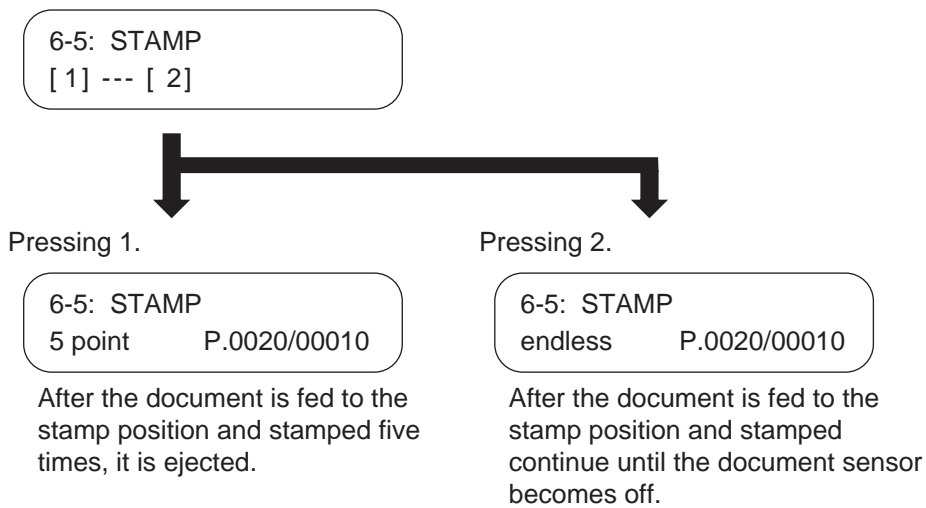 6-5: STAMP
[ 1] --- [ 2]
Pressing 1.
6-5: STAMP
5 point P.0020/00010
After the document is fed to the
stamp position and stamped five
times, it is ejected.
Pressing 2.
6-5: STAMP
endless P.0020/00010
After the document is fed to the
stamp position and stamped
continue until the document sensor
becomes off.